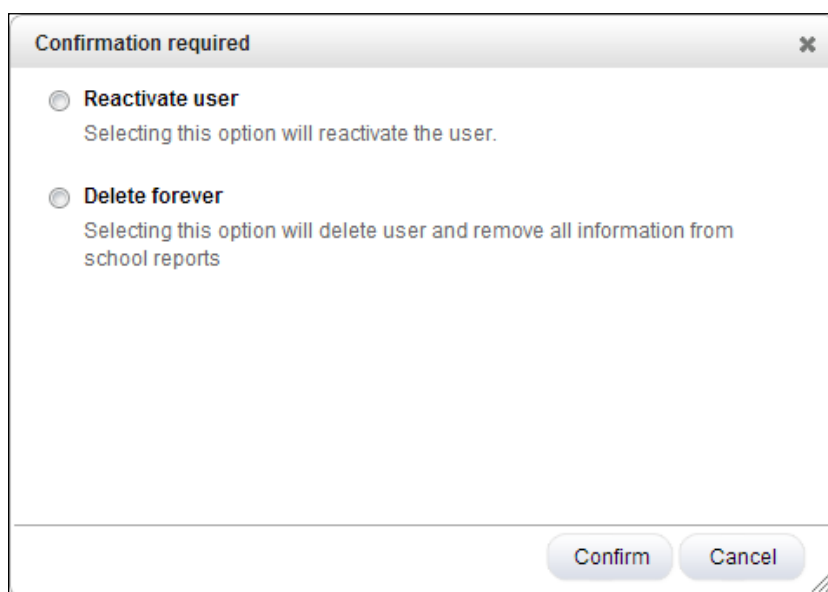 Confirmation required
Reactivate user
Selecting this option will reactivate the user.
Delete forever
Selecting this option will delete user and remove all information from
school reports
Confirm
Cancel